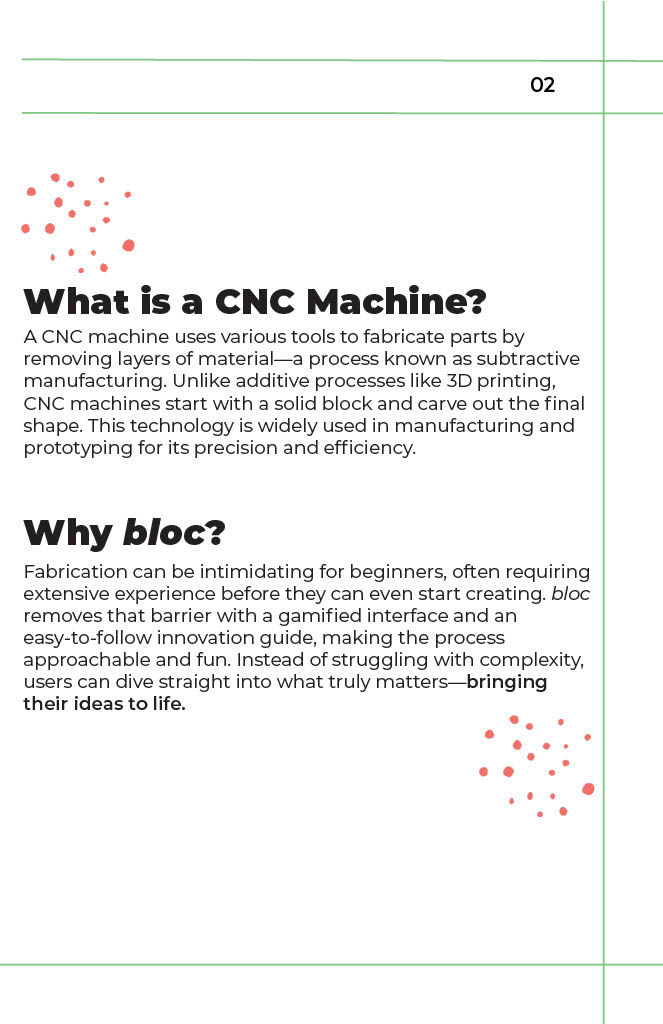 02
What is a CNC Machine?
A CNC machine uses various tools to fabricate parts by
removing layers of material—a process known as subtractive
manufacturing. Unlike additive processes like 3D printing,
CNC machines start with a solid block and carve out the final
shape. This technology is widely used in manufacturing and
prototyping for its precision and efficiency.
Why bloc?
Fabrication can be intimidating for beginners, often requiring
extensive experience before they can even start creating. bloc
removes that barrier with a gamified interface and an
easy-to-follow innovation guide, making the process
approachable and fun. Instead of struggling with complexity,
users can dive straight into what truly matters—bringing
their ideas to life.